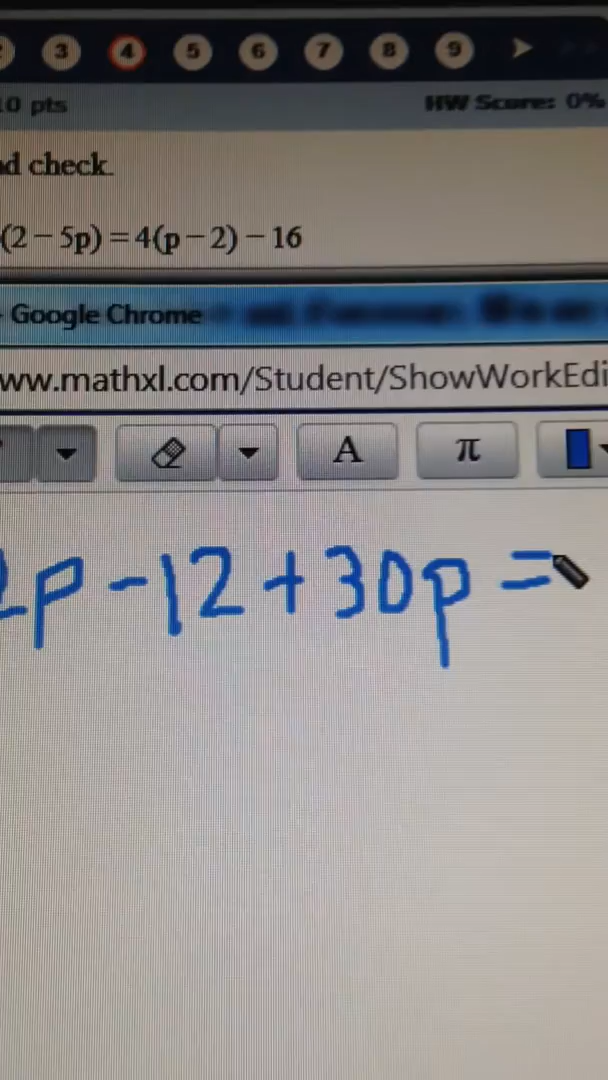 3 4 5 6 7 8 9
10 pts HW Score: 0%
d check.
(2 − 5p) = 4(p − 2) − 16
- Google Chrome
ww.mathxl.com/Student/ShowWorkEdi
A π
p - 12 + 30p =